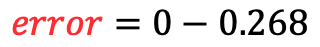 error = 0 − 0.268